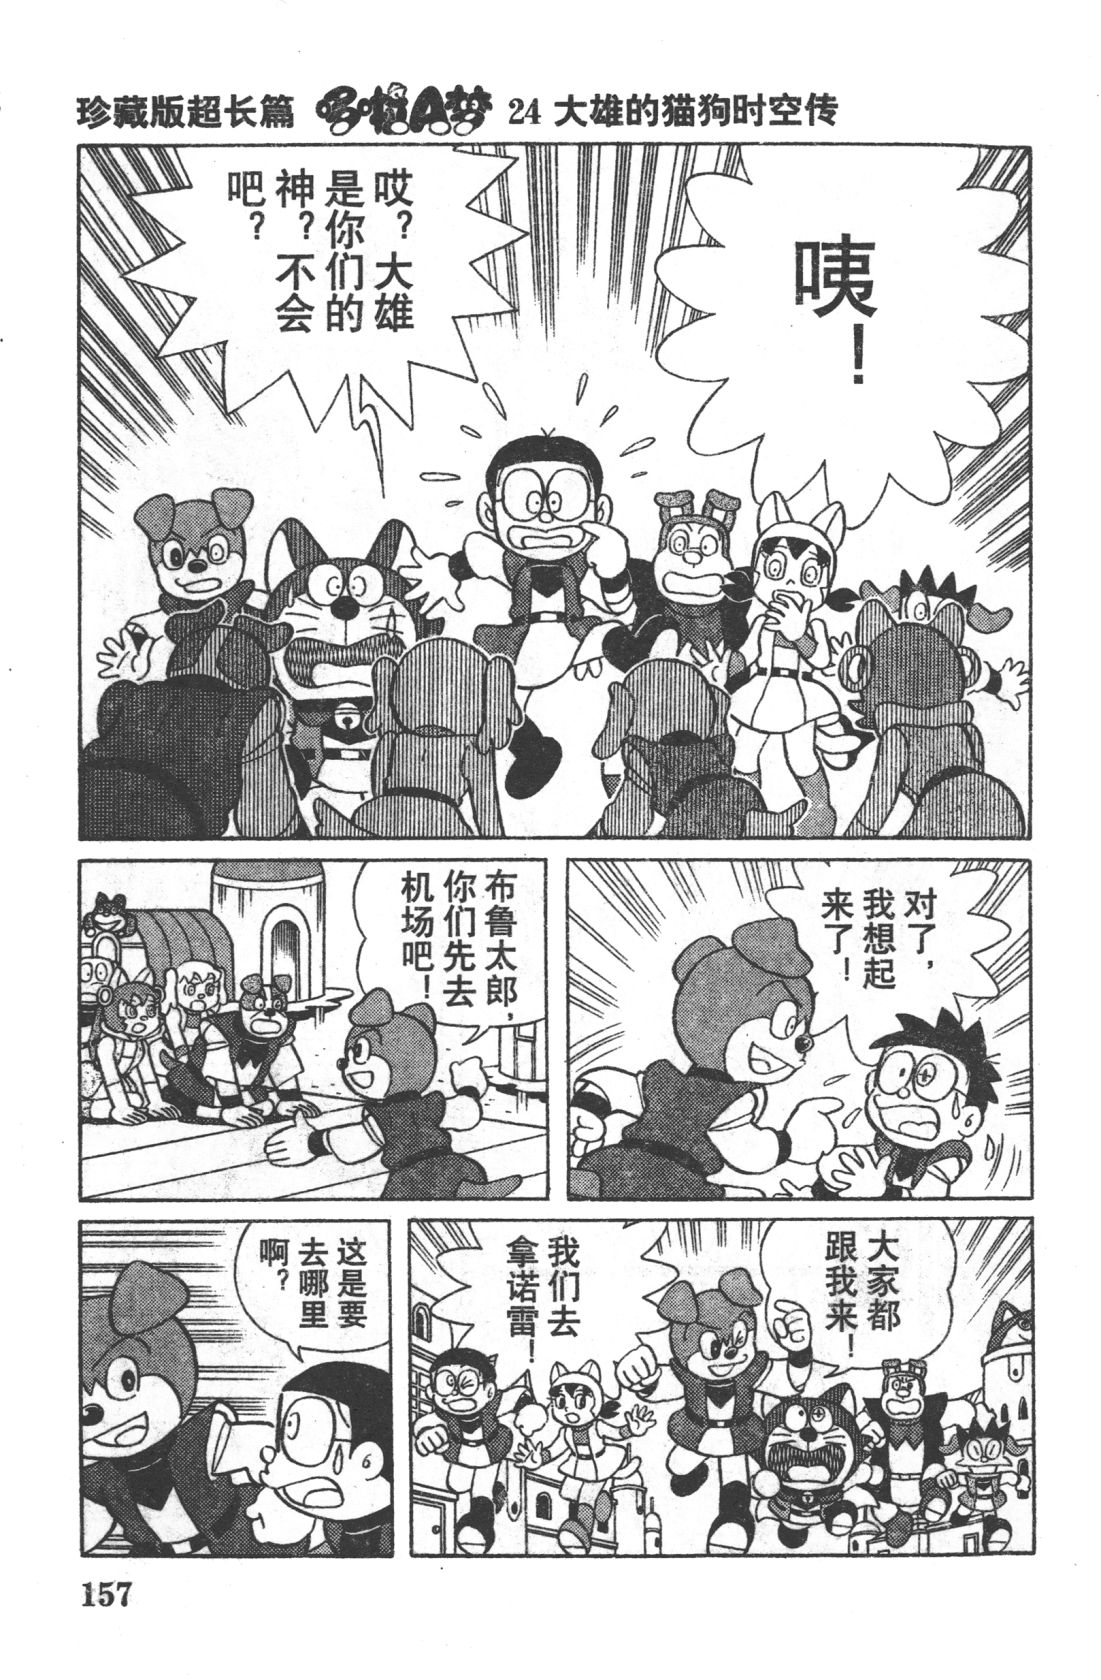 珍藏版超长篇 哆啦A梦 24 大雄的猫狗时空传
咦！
哎？大雄
是你们的
神？不会
吧？
对了，
我想起
来了！
布鲁太郎，
你们先去
机场吧！
大家都
跟我来！
我们去
拿诺雷！
这是要
去哪里
啊？
157